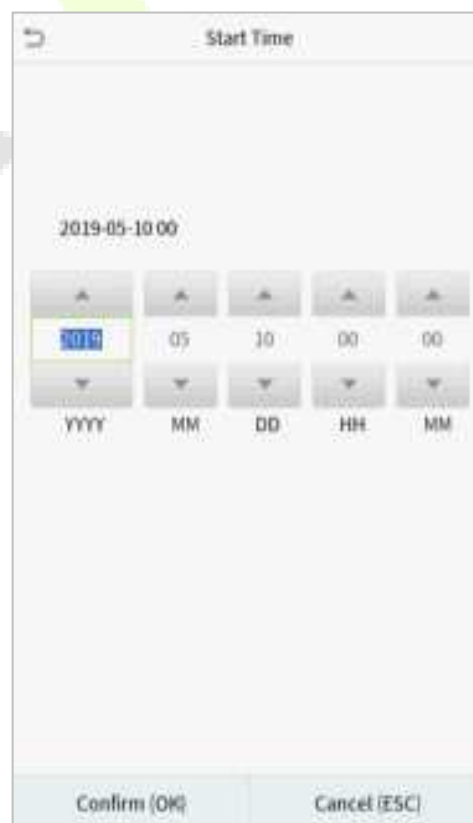 Start Time
2019-05-10 00
2019 05 10 00 00
YYYY MM DD HH MM
Confirm (OK) Cancel (ESC)